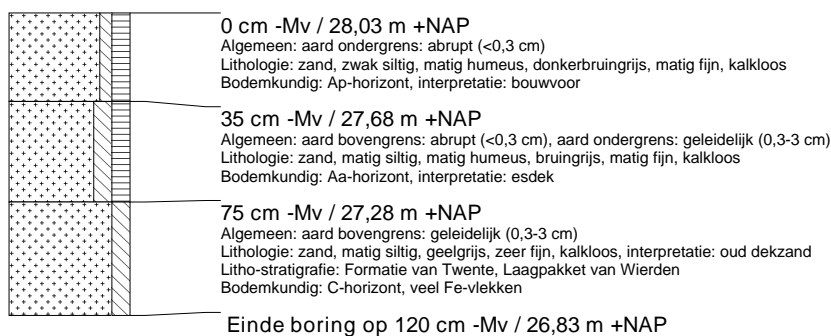 0 cm -Mv / 28,03 m +NAP
Algemeen: aard ondergrens: abrupt (<0,3 cm)
Lithologie: zand, zwak siltig, matig humeus, donkerbruingrijs, matig fijn, kalkloos
Bodemkundig: Ap-horizont, interpretatie: bouwvoor
35 cm -Mv / 27,68 m +NAP
Algemeen: aard bovengrens: abrupt (<0,3 cm), aard ondergrens: geleidelijk (0,3-3 cm)
Lithologie: zand, matig siltig, matig humeus, bruingrijs, matig fijn, kalkloos
Bodemkundig: Aa-horizont, interpretatie: esdek
75 cm -Mv / 27,28 m +NAP
Algemeen: aard bovengrens: geleidelijk (0,3-3 cm)
Lithologie: zand, matig siltig, geelgrijs, zeer fijn, kalkloos, interpretatie: oud dekzand
Litho-stratigrafie: Formatie van Twente, Laagpakket van Wierden
Bodemkundig: C-horizont, veel Fe-vlekken
Einde boring op 120 cm -Mv / 26,83 m +NAP